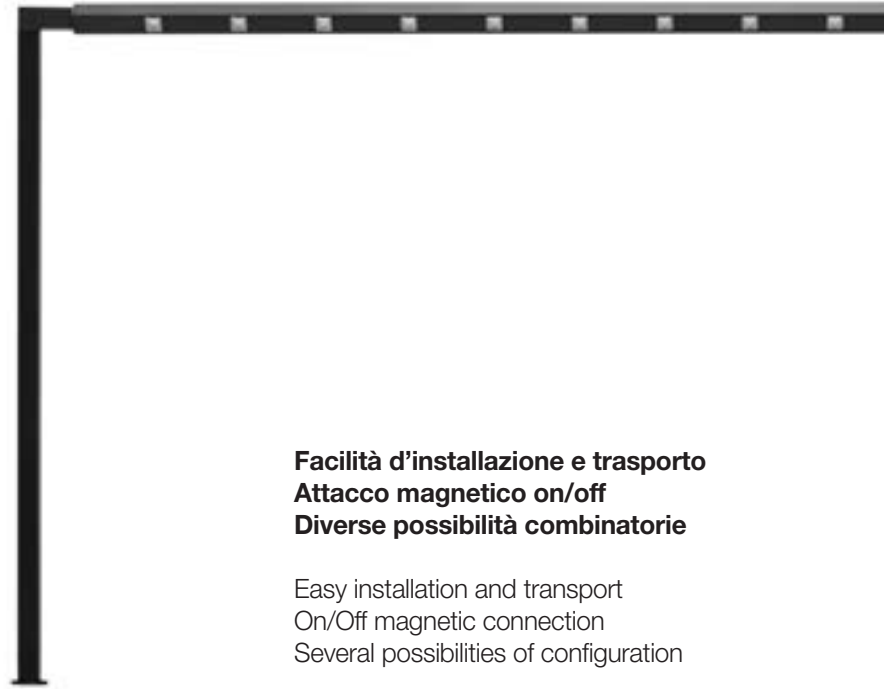 Facilità d’installazione e trasporto
Attacco magnetico on/off
Diverse possibilità combinatorie
Easy installation and transport
On/Off magnetic connection
Several possibilities of configuration